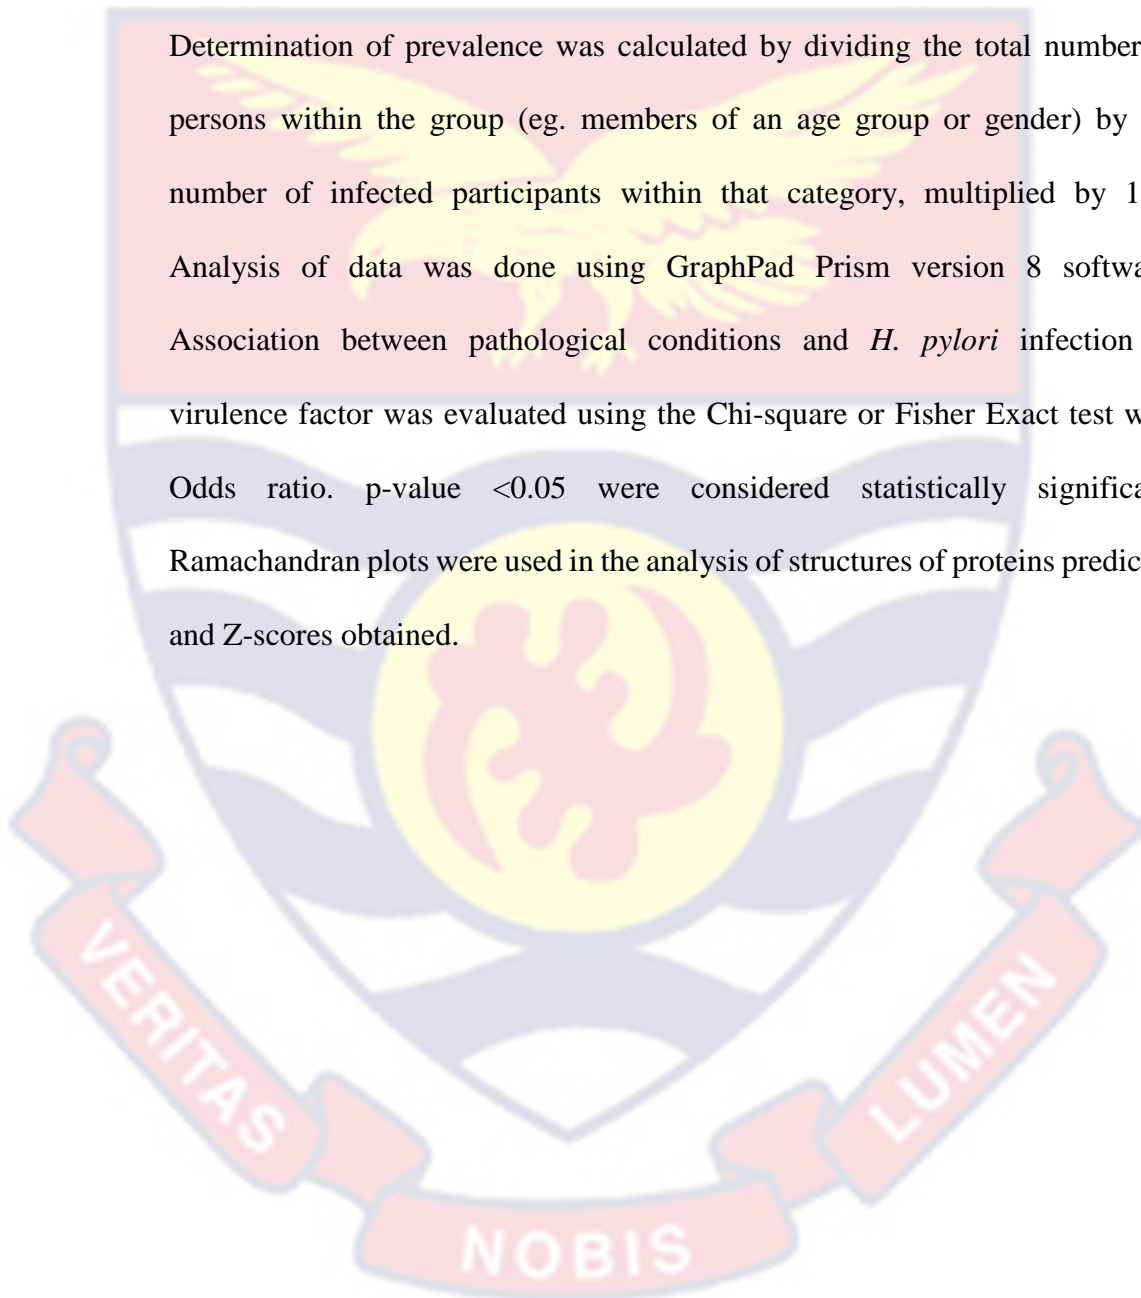 Determination of prevalence was calculated by dividing the total number
persons within the group (eg. members of an age group or gender) by
number of infected participants within that category, multiplied by 1
Analysis of data was done using GraphPad Prism version 8 softwa
Association between pathological conditions and H. pylori infection
virulence factor was evaluated using the Chi-square or Fisher Exact test w
Odds ratio. p-value <0.05 were considered statistically significa
Ramachandran plots were used in the analysis of structures of proteins predic
and Z-scores obtained.
VERITAS
NOBIS
LUMEN